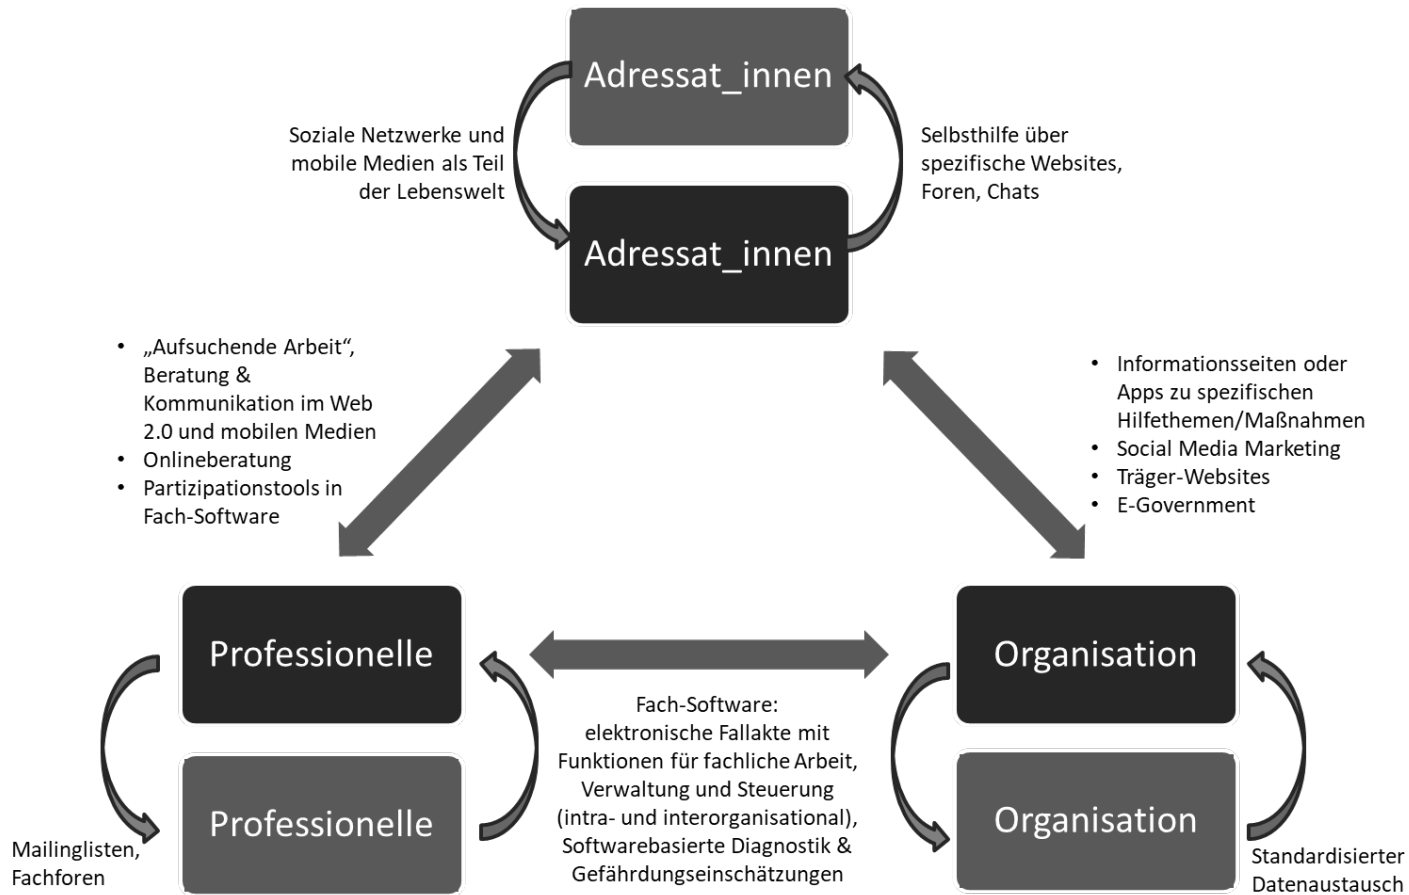 Adressat_innen
Soziale Netzwerke und
mobile Medien als Teil
der Lebenswelt
Selbsthilfe über
spezifische Websites,
Foren, Chats
Adressat_innen
• „Aufsuchende Arbeit“,
Beratung &
Kommunikation im Web
2.0 und mobilen Medien
• Onlineberatung
• Partizipationstools in
Fach-Software
• Informationsseiten oder
Apps zu spezifischen
Hilfethemen/Maßnahmen
• Social Media Marketing
• Träger-Websites
• E-Government
Professionelle
Organisation
Fach-Software:
elektronische Fallakte mit
Funktionen für fachliche Arbeit,
Verwaltung und Steuerung
(intra- und interorganisational),
Softwarebasierte Diagnostik &
Gefährdungseinschätzungen
Professionelle
Organisation
Mailinglisten,
Fachforen
Standardisierter
Datenaustausch